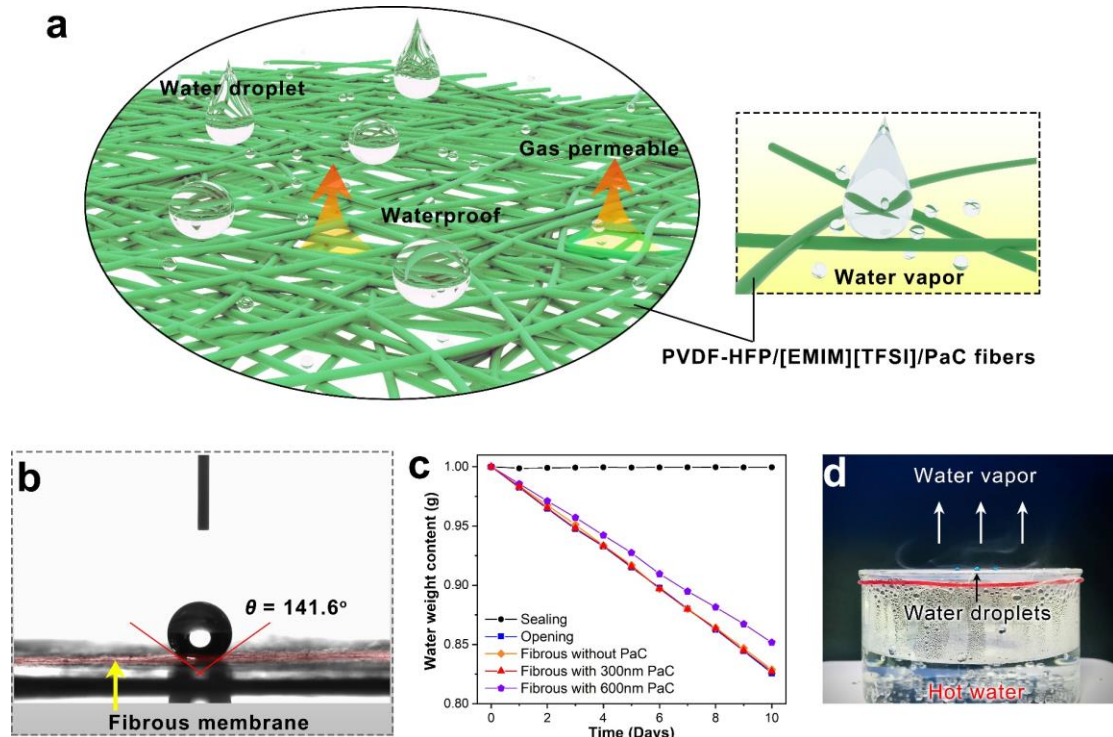 a
Water droplet
Gas permeable
Waterproof
Water vapor
PVDF-HFP/[EMIM][TFSI]/PaC fibers
b
θ = 141.6°
Fibrous membrane
c
Water weight content (g)
1.00
0.95
0.90
0.85
0.80
Sealing
Opening
Fibrous without PaC
Fibrous with 300nm PaC
Fibrous with 600nm PaC
0 2 4 6 8 10
Time (Days)
d
Water vapor
Water droplets
Hot water